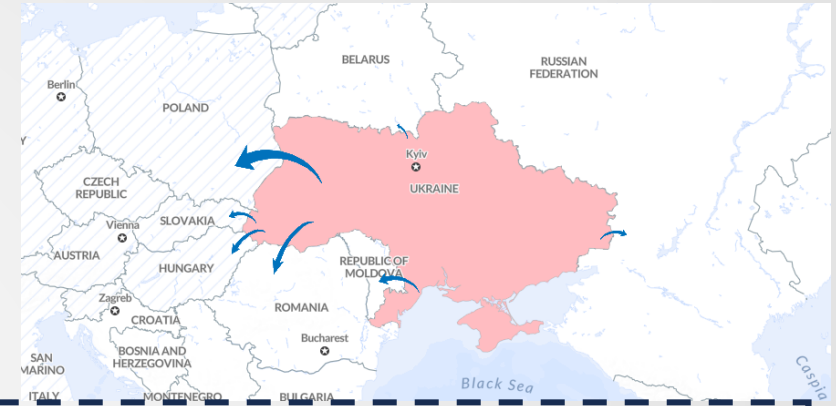 BELARUS
RUSSIAN
FEDERATION
Berlin
POLAND
Y
Kyiv
UKRAINE
CZECH
REPUBLIC
SLOVAKIA
Vienna
AUSTRIA
HUNGARY
REPUBLIC OF
MOLDOVA
Zagreb
CROATIA
ROMANIA
Bucharest
BOSNIA AND
HERZEGOVINA
SAN
MARINO
ITALY
MONTENEGRO
BULGARIA
Black Sea
Caspia